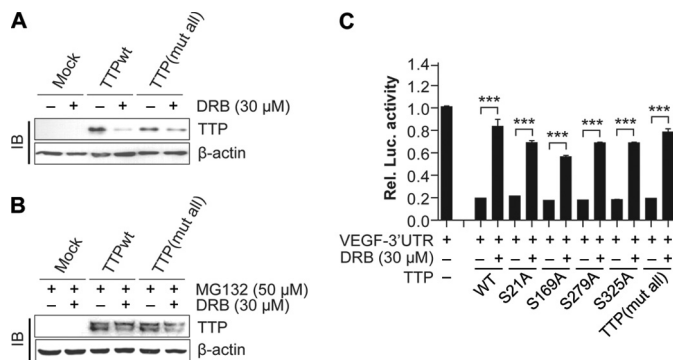 A
Mock
TTPwt
TTP(mut all)
– + – + – + DRB (30 µM)
IB
TTP
β-actin
B
Mock
TTPwt
TTP(mut all)
+ + + + + + MG132 (50 µM)
– + – + – + DRB (30 µM)
IB
TTP
β-actin
C
Rel. Luc. activity
1.4
1.2
1.0
0.8
0.6
0.4
0.2
0.0
*** *** *** *** *** ***
VEGF-3'UTR + + + + + + + + + + + + +
DRB (30 µM) – – + – + – + – + – + – +
TTP – WT S21A S169A S279A S325A TTP(mut all)